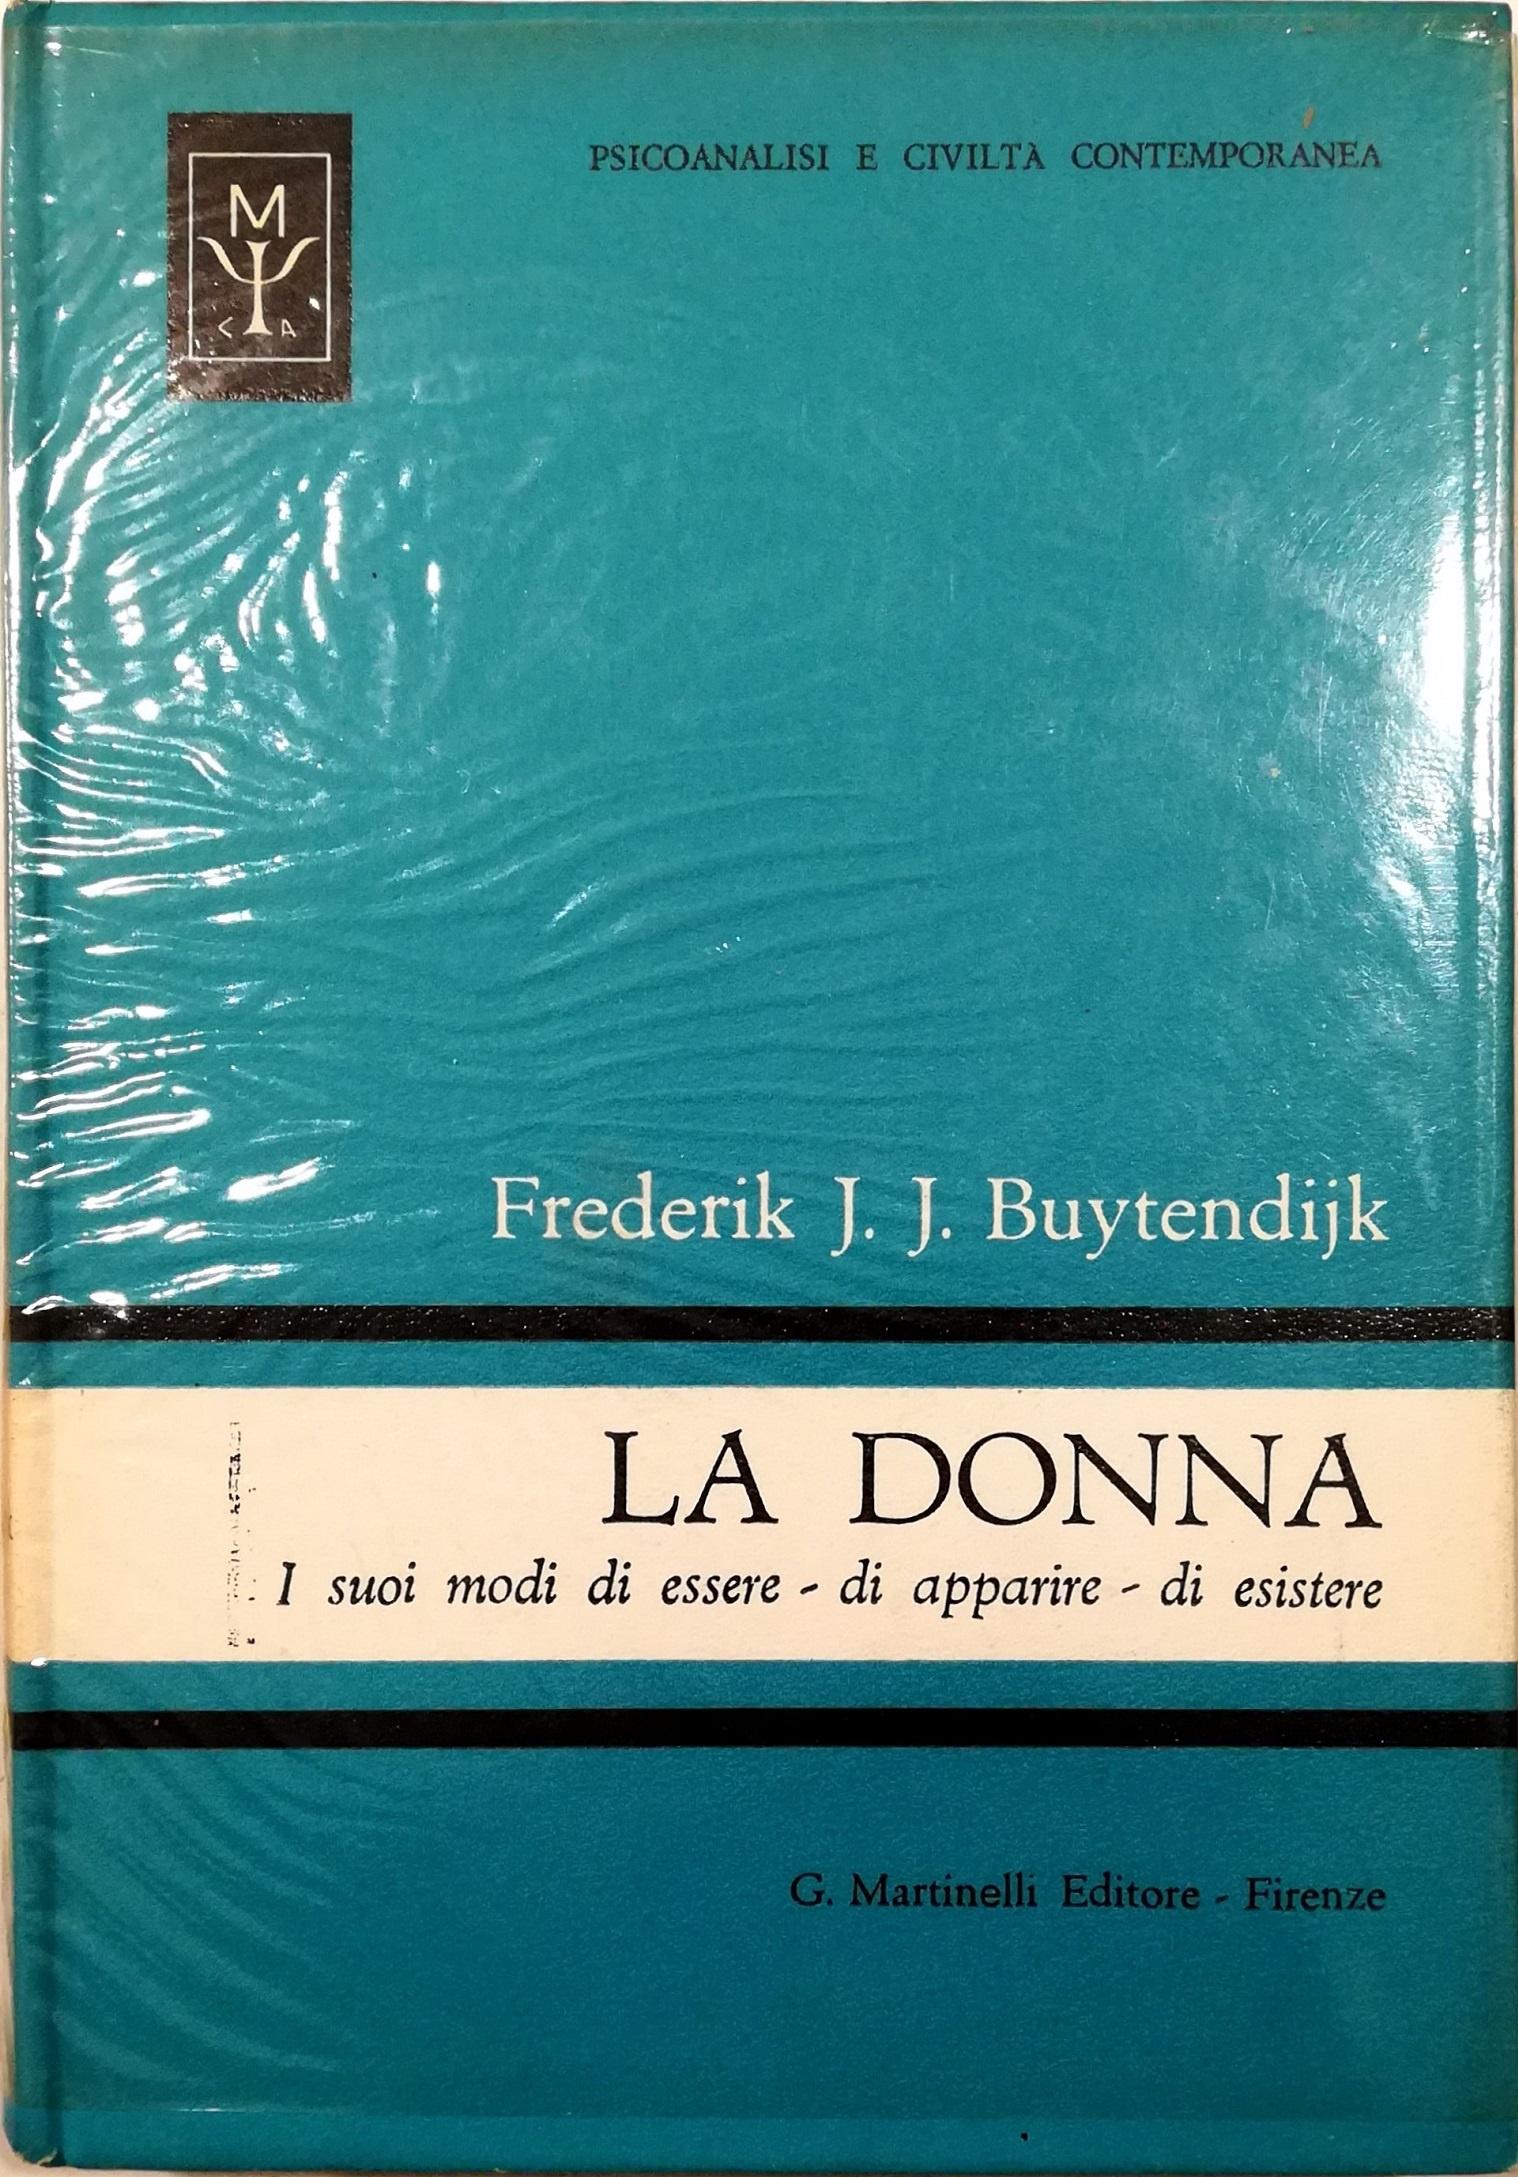 PSICOANALISI E CIVILTÀ CONTEMPORANEA
M
Ψ
C A
Frederik J. J. Buytendijk
LA DONNA
I suoi modi di essere - di apparire - di esistere
G. Martinelli Editore - Firenze